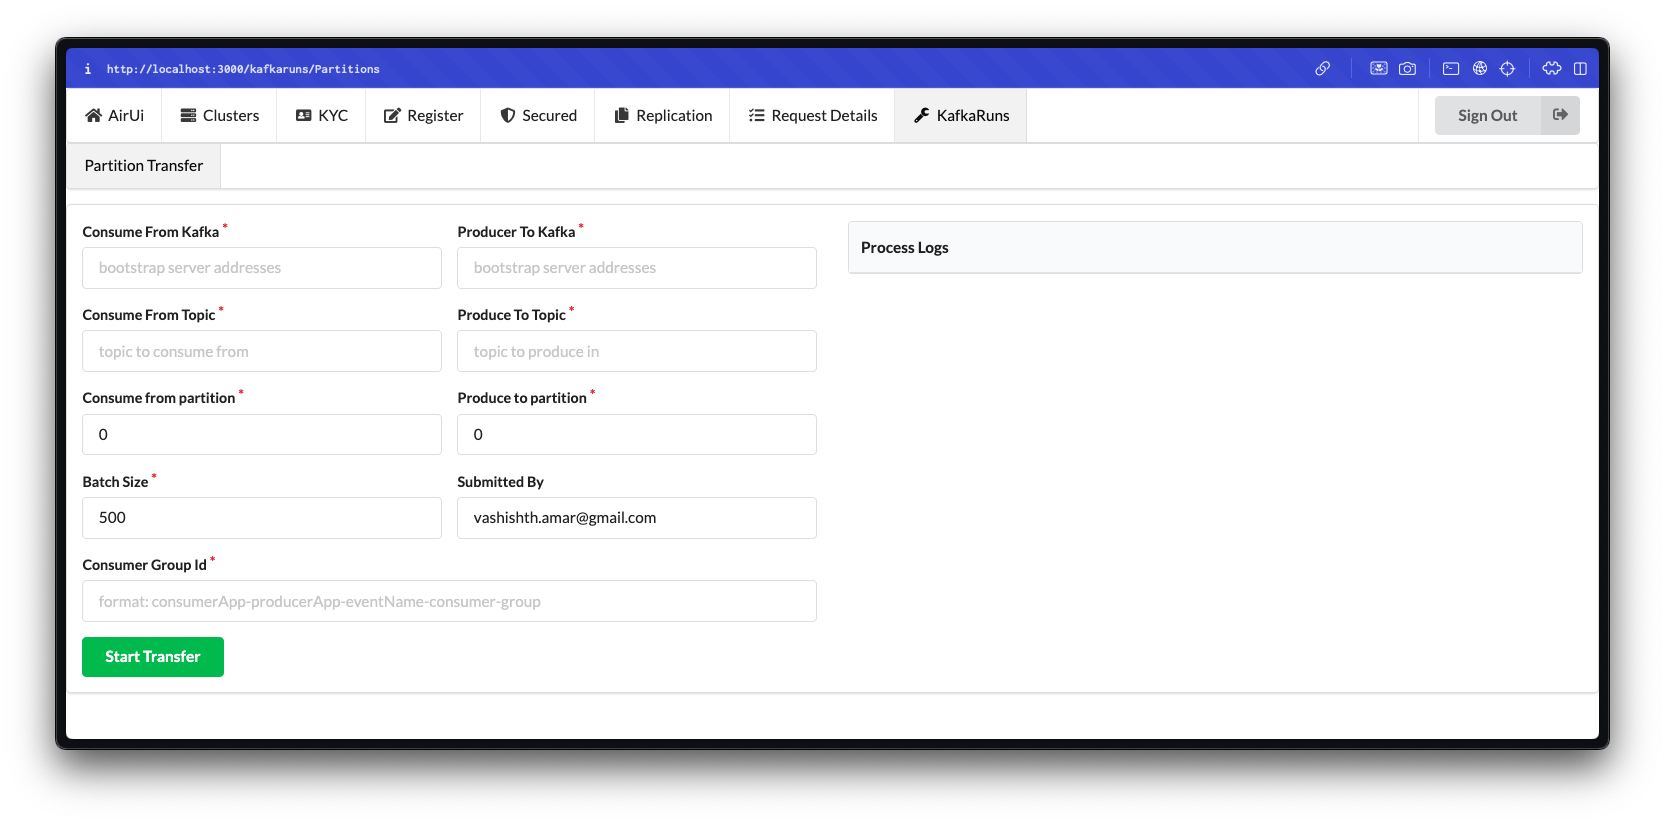 i http://localhost:3000/kafkaruns/Partitions
AirUi Clusters KYC Register Secured Replication Request Details KafkaRuns Sign Out
Partition Transfer
Consume From Kafka * Producer To Kafka * Process Logs
bootstrap server addresses bootstrap server addresses
Consume From Topic * Produce To Topic *
topic to consume from topic to produce in
Consume from partition * Produce to partition *
0 0
Batch Size * Submitted By
500 vashishth.amar@gmail.com
Consumer Group Id *
format: consumerApp-producerApp-eventName-consumer-group
Start Transfer